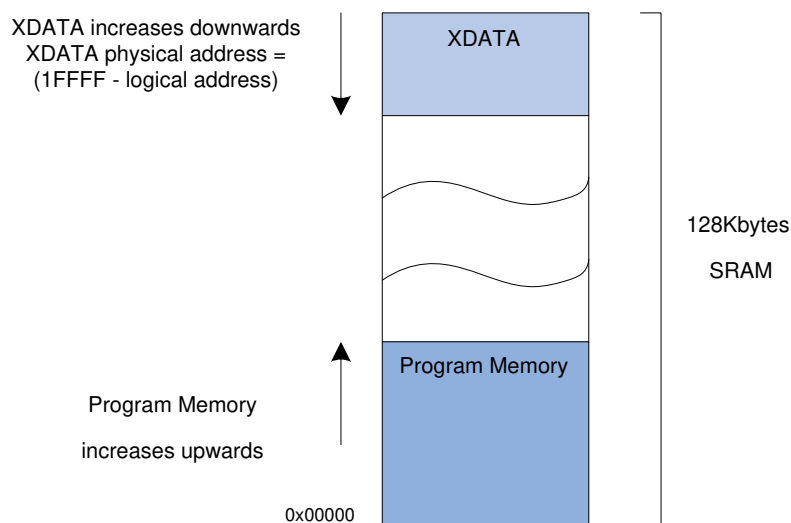 XDATA increases downwards
XDATA physical address =
(1FFFF - logical address)
XDATA
128Kbytes
SRAM
Program Memory
Program Memory
increases upwards
0x00000